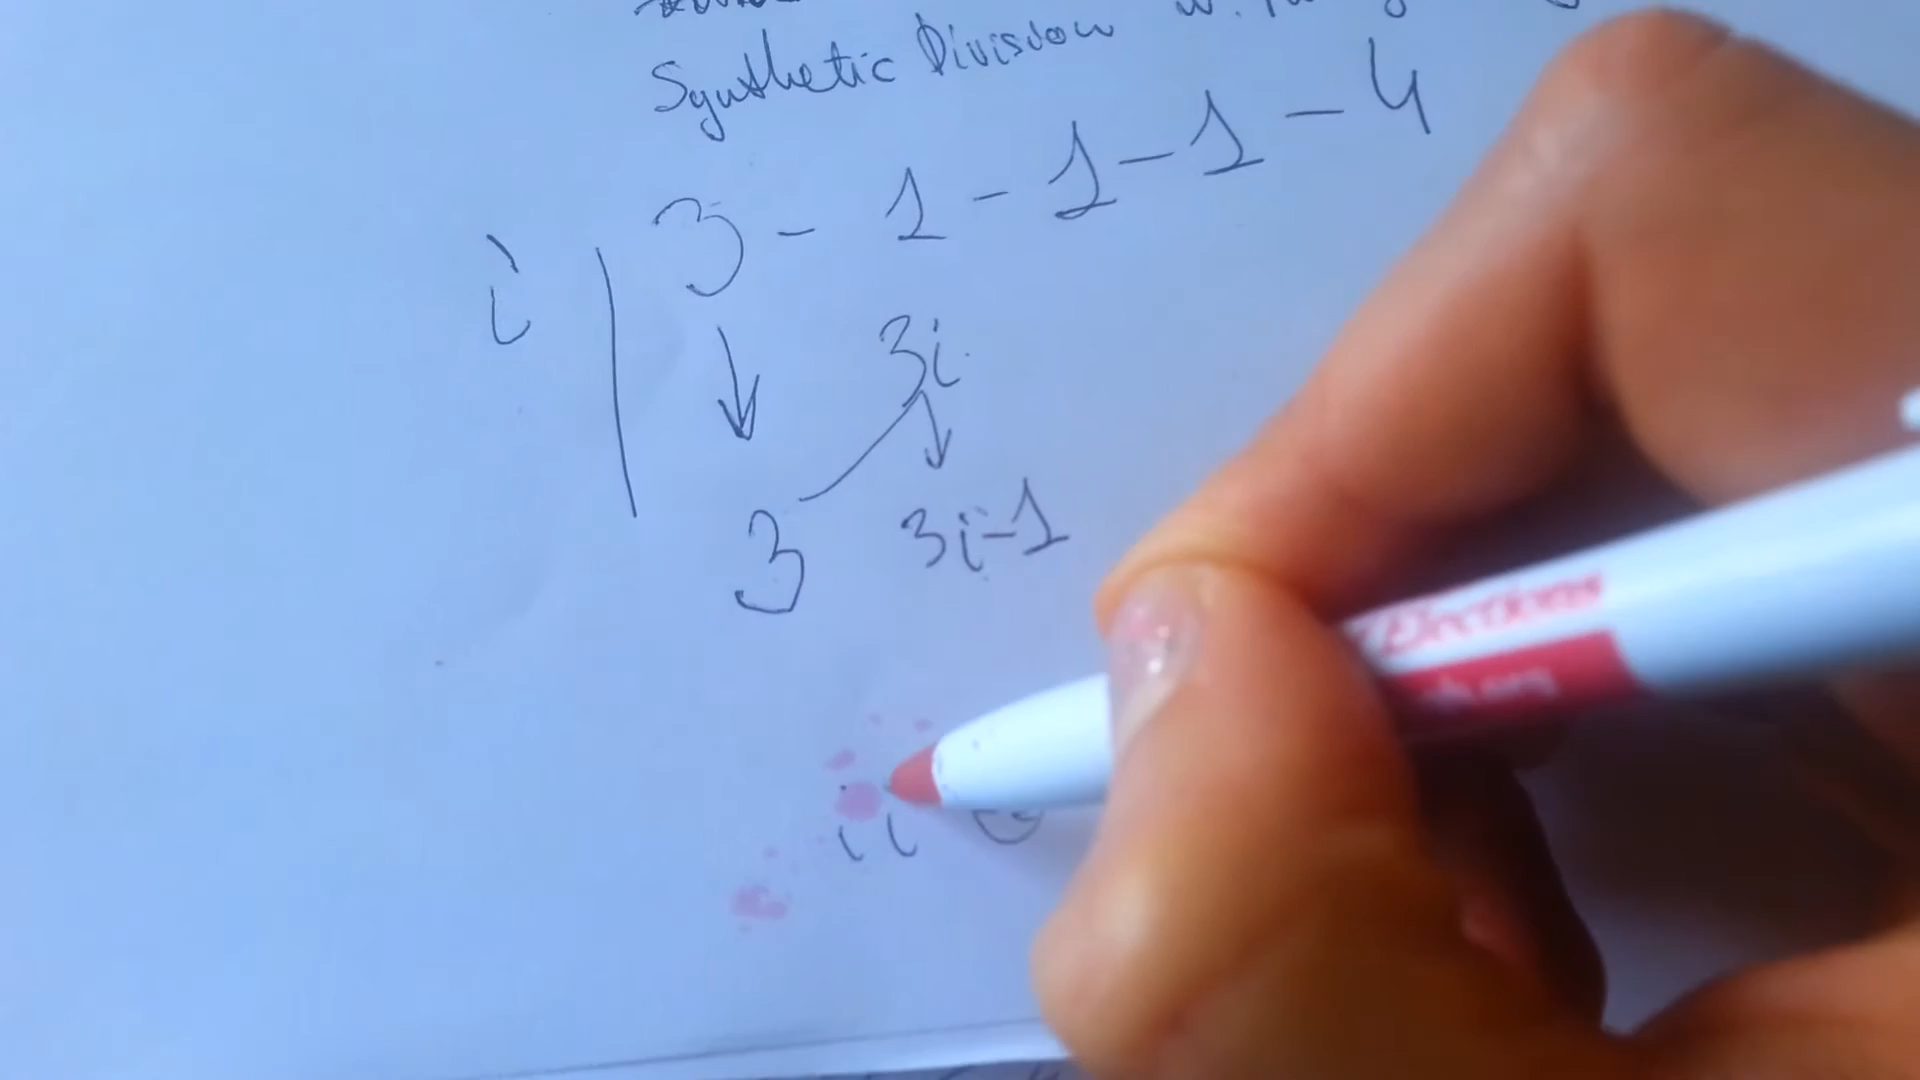 Synthetic Division w.
3 - 1 - 1 - 1 - 4
i
3i
3 3i-1
i i